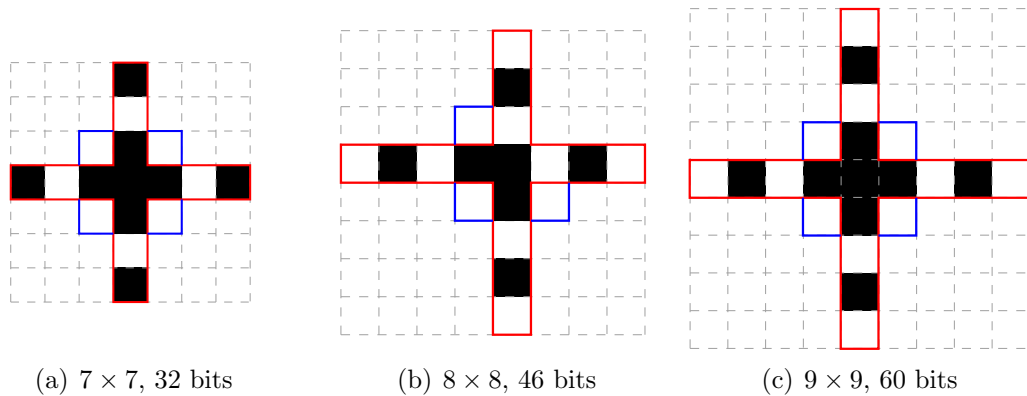 (a) 7 × 7, 32 bits
(b) 8 × 8, 46 bits
(c) 9 × 9, 60 bits